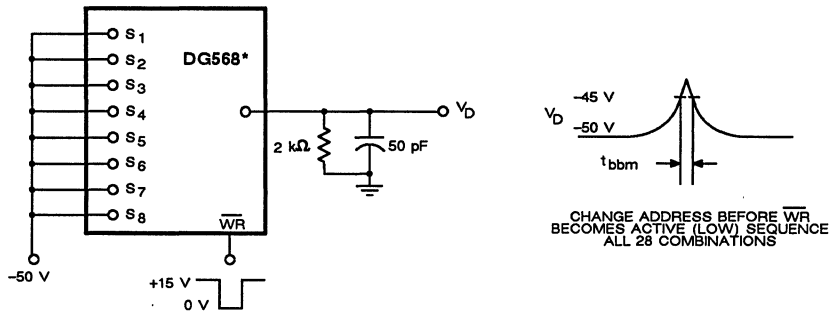 S1
S2
S3
S4
S5
S6
S7
S8
DG568*
WR
-50 V
+15 V
0 V
2 kΩ
50 pF
VD
VD
-45 V
-50 V
tbbm
CHANGE ADDRESS BEFORE WR
BECOMES ACTIVE (LOW) SEQUENCE
ALL 28 COMBINATIONS